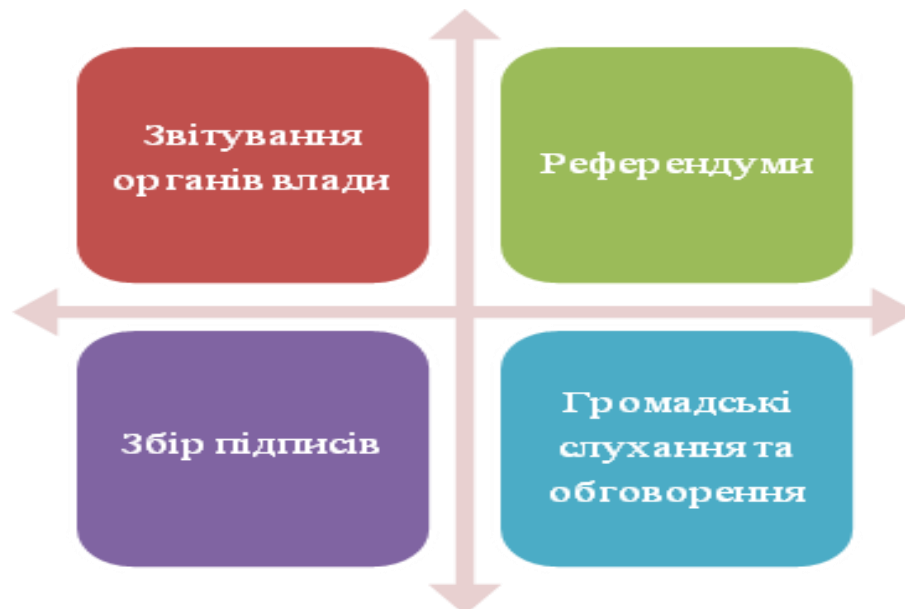 Звітування
органів влади
Референдуми
Збір підписів
Громадські
слухання та
обговорення